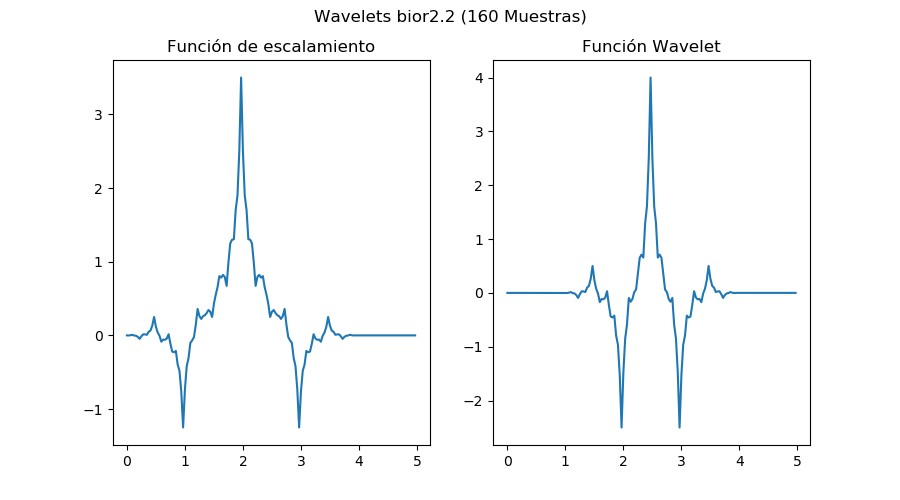 Wavelets bior2.2 (160 Muestras)
Función de escalamiento
3
2
1
0
−1
0 1 2 3 4 5
Función Wavelet
4
3
2
1
0
−1
−2
0 1 2 3 4 5